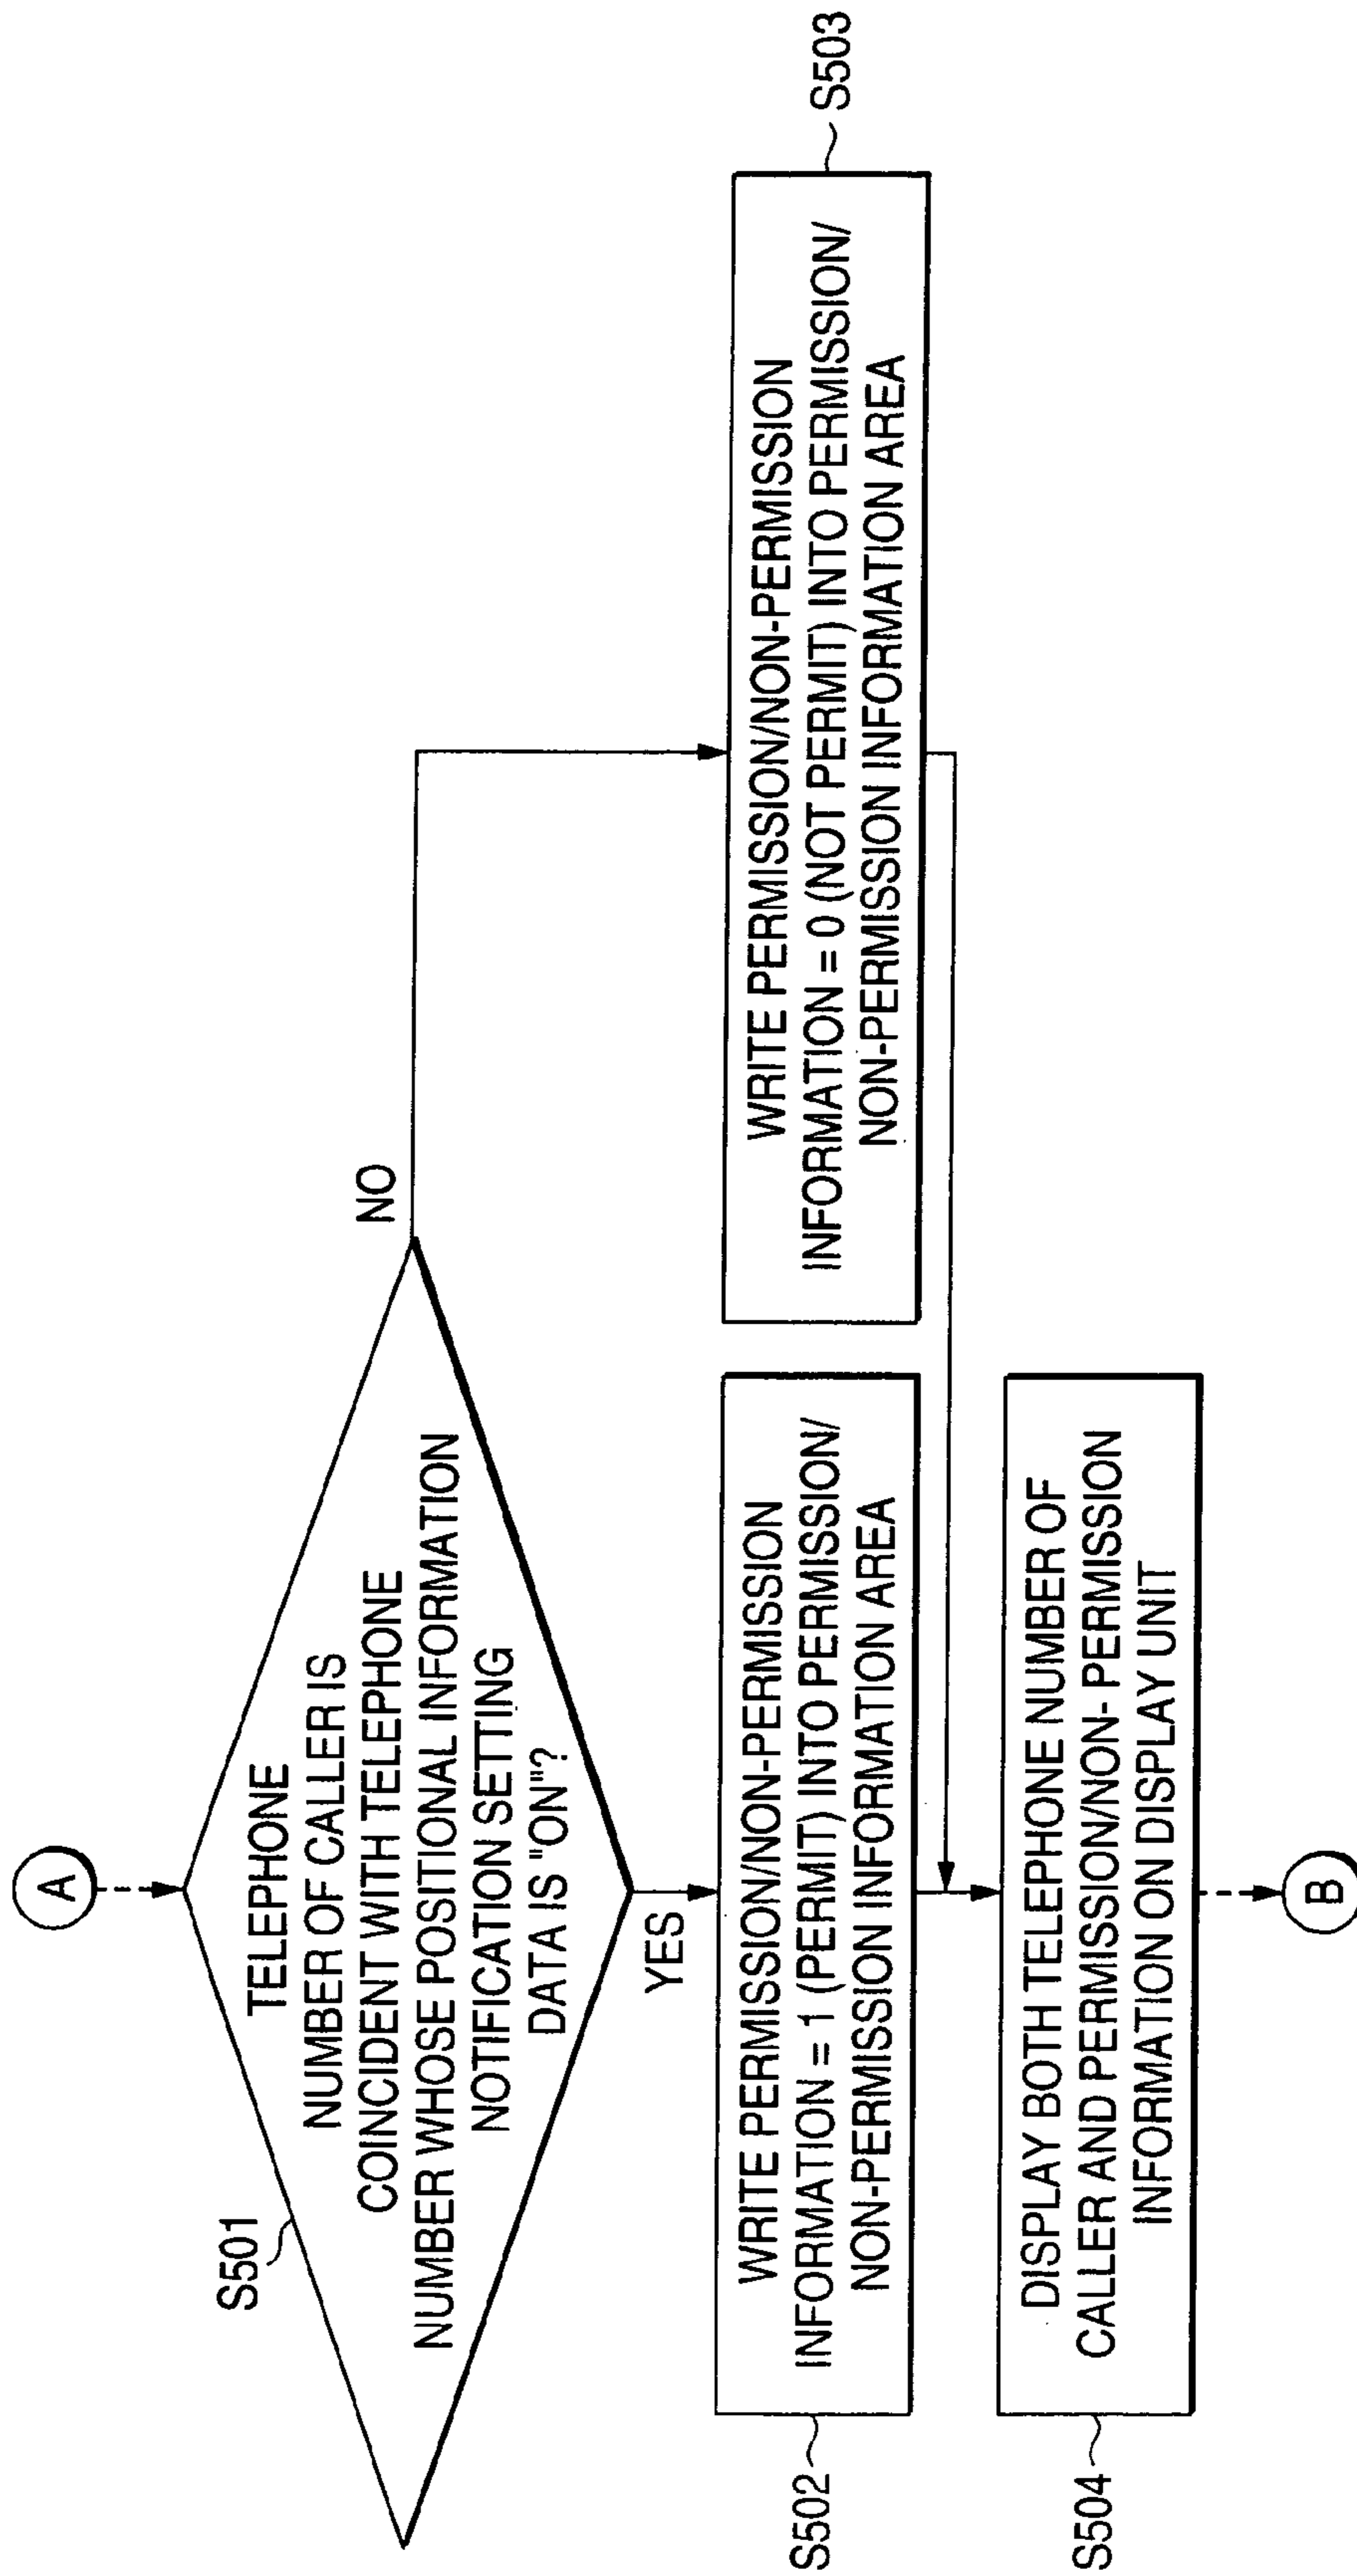 A
S501
TELEPHONE
NUMBER OF CALLER IS
COINCIDENT WITH TELEPHONE
NUMBER WHOSE POSITIONAL INFORMATION
NOTIFICATION SETTING
DATA IS "ON"?
NO
YES
S502
WRITE PERMISSION/NON-PERMISSION
INFORMATION = 1 (PERMIT) INTO PERMISSION/
NON-PERMISSION INFORMATION AREA
WRITE PERMISSION/NON-PERMISSION
INFORMATION = 0 (NOT PERMIT) INTO PERMISSION/
NON-PERMISSION INFORMATION AREA
S503
S504
DISPLAY BOTH TELEPHONE NUMBER OF
CALLER AND PERMISSION/NON- PERMISSION
INFORMATION ON DISPLAY UNIT
B